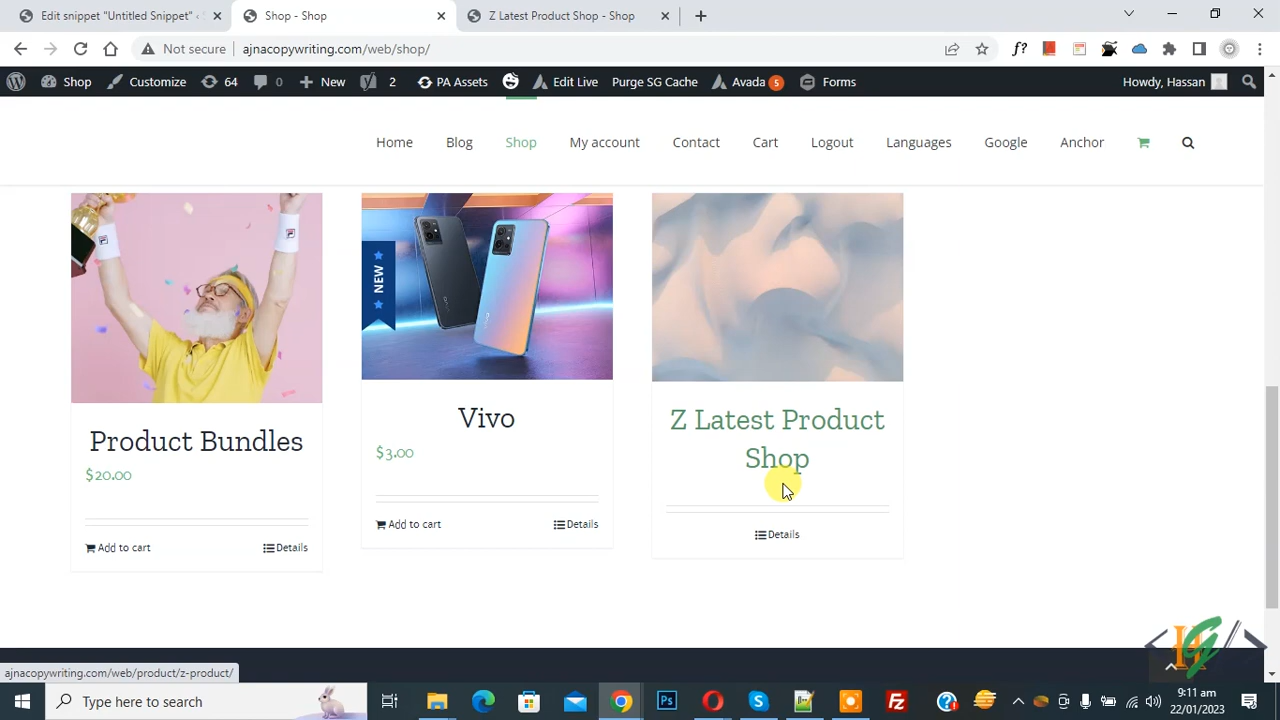 Edit snippet "Untitled Snippet" ‹
Shop - Shop
Z Latest Product Shop - Shop
Not secure
ajnacopywriting.com/web/shop/
f?
Shop
Customize
64
0
New
2
PA Assets
Edit Live
Purge SG Cache
Avada 5
Forms
Howdy, Hassan
Home
Blog
Shop
My account
Contact
Cart
Logout
Languages
Google
Anchor
NEW
Product Bundles
$20.00
Add to cart
Details
Vivo
$3.00
Add to cart
Details
Z Latest Product
Shop
Details
ajnacopywriting.com/web/product/z-product/
Type here to search
9:11 am
22/01/2023